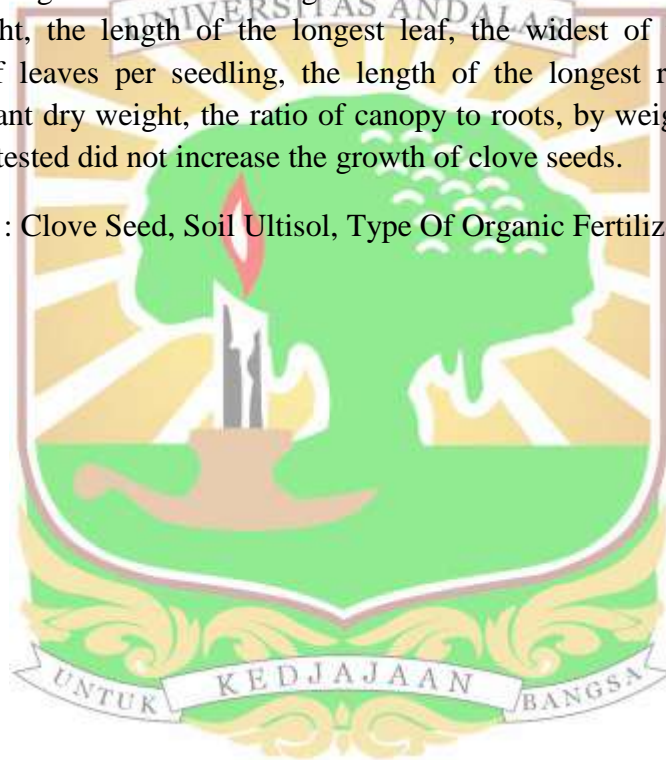 UNIVERSITAS ANDALAS
ht, the length of the longest leaf, the widest of
f leaves per seedling, the length of the longest r
ant dry weight, the ratio of canopy to roots, by weig
tested did not increase the growth of clove seeds.
: Clove Seed, Soil Ultisol, Type Of Organic Fertiliz
UNTUK KEDJAJAAN BANGSA